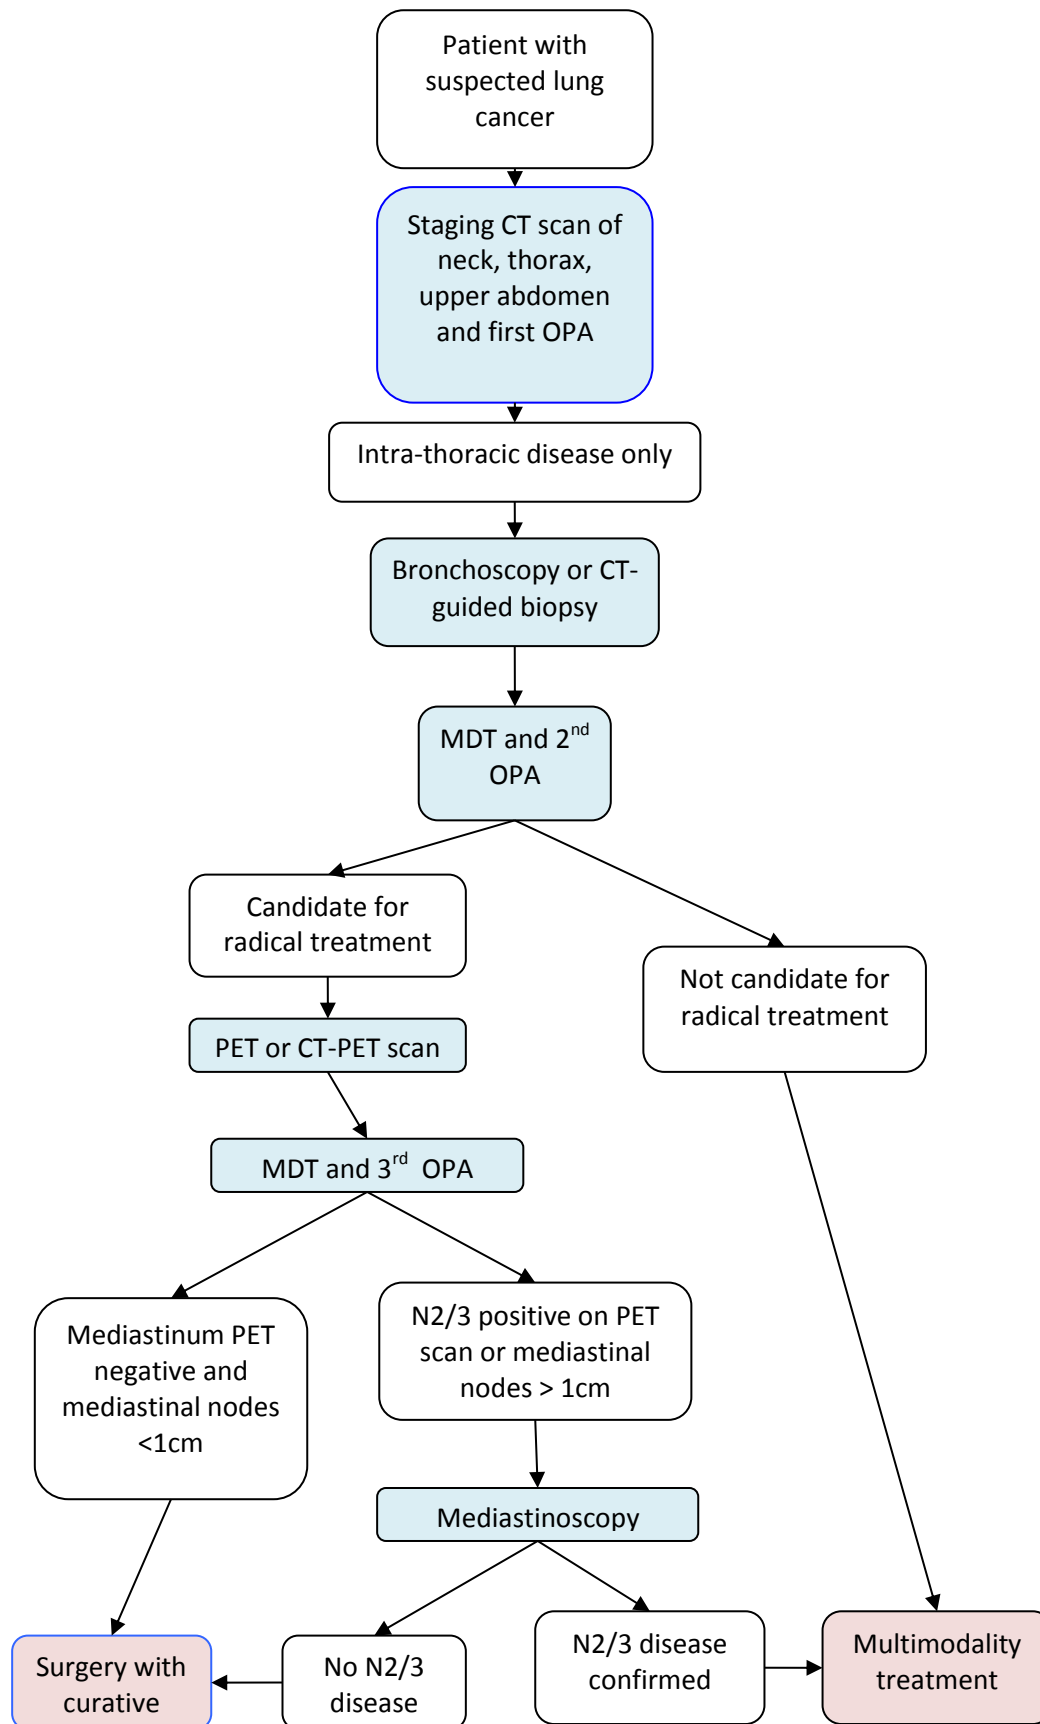 Patient with
suspected lung
cancer
Staging CT scan of
neck, thorax,
upper abdomen
and first OPA
Intra-thoracic disease only
Bronchoscopy or CT-
guided biopsy
MDT and 2nd
OPA
Candidate for
radical treatment
Not candidate for
radical treatment
PET or CT-PET scan
MDT and 3rd OPA
Mediastinum PET
negative and
mediastinal nodes
<1cm
N2/3 positive on PET
scan or mediastinal
nodes > 1cm
Mediastinoscopy
Surgery with
curative
No N2/3
disease
N2/3 disease
confirmed
Multimodality
treatment